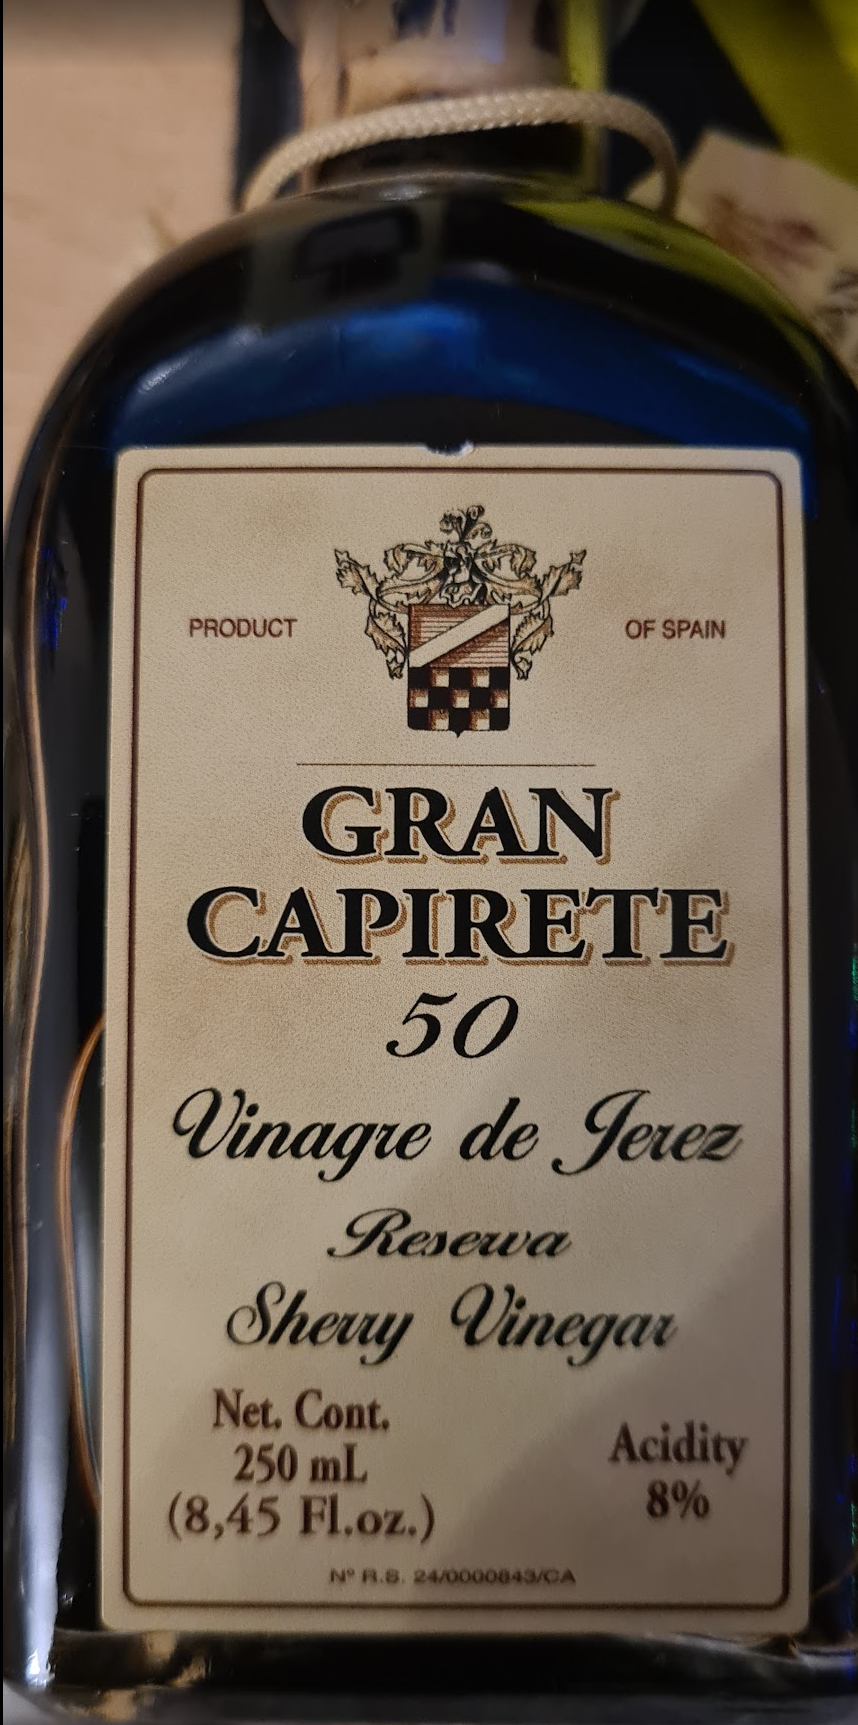 PRODUCT OF SPAIN
GRAN
CAPIRETE
50
Vinagre de Jerez
Reserva
Sherry Vinegar
Net. Cont.
250 mL
(8,45 Fl.oz.)
Acidity
8%
Nº R.S. 24/0000843/CA